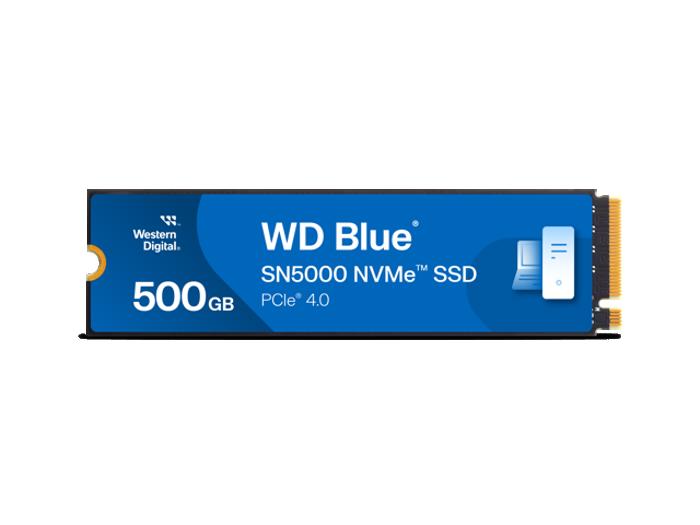 Western
Digital®
500GB
WD Blue®
SN5000 NVMe™ SSD
PCIe® 4.0